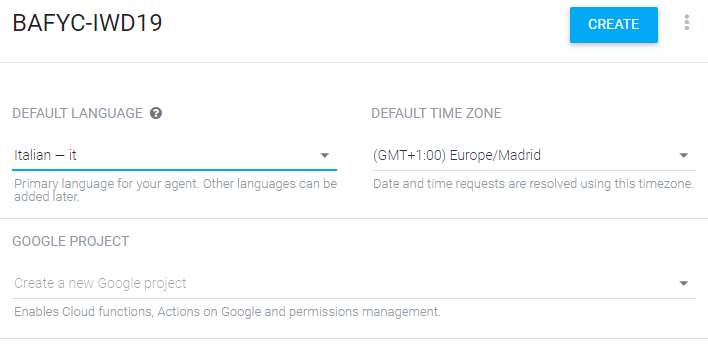 BAFYC-IWD19
CREATE
DEFAULT LANGUAGE
DEFAULT TIME ZONE
Italian — it
(GMT+1:00) Europe/Madrid
Primary language for your agent. Other languages can be
added later.
Date and time requests are resolved using this timezone.
GOOGLE PROJECT
Create a new Google project
Enables Cloud functions, Actions on Google and permissions management.